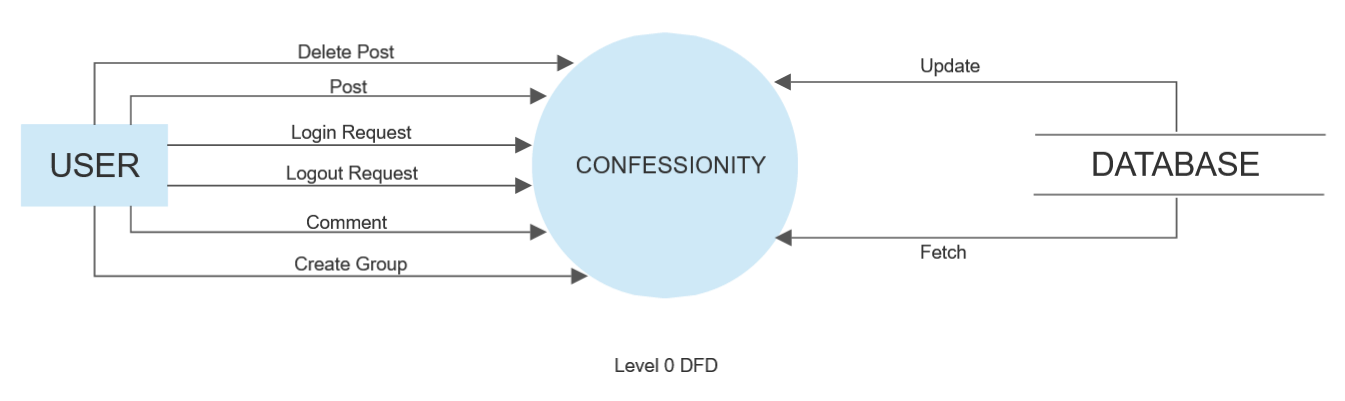 Delete Post
Post
Login Request
Logout Request
Comment
Create Group
USER
CONFESSIONITY
Update
DATABASE
Fetch
Level 0 DFD